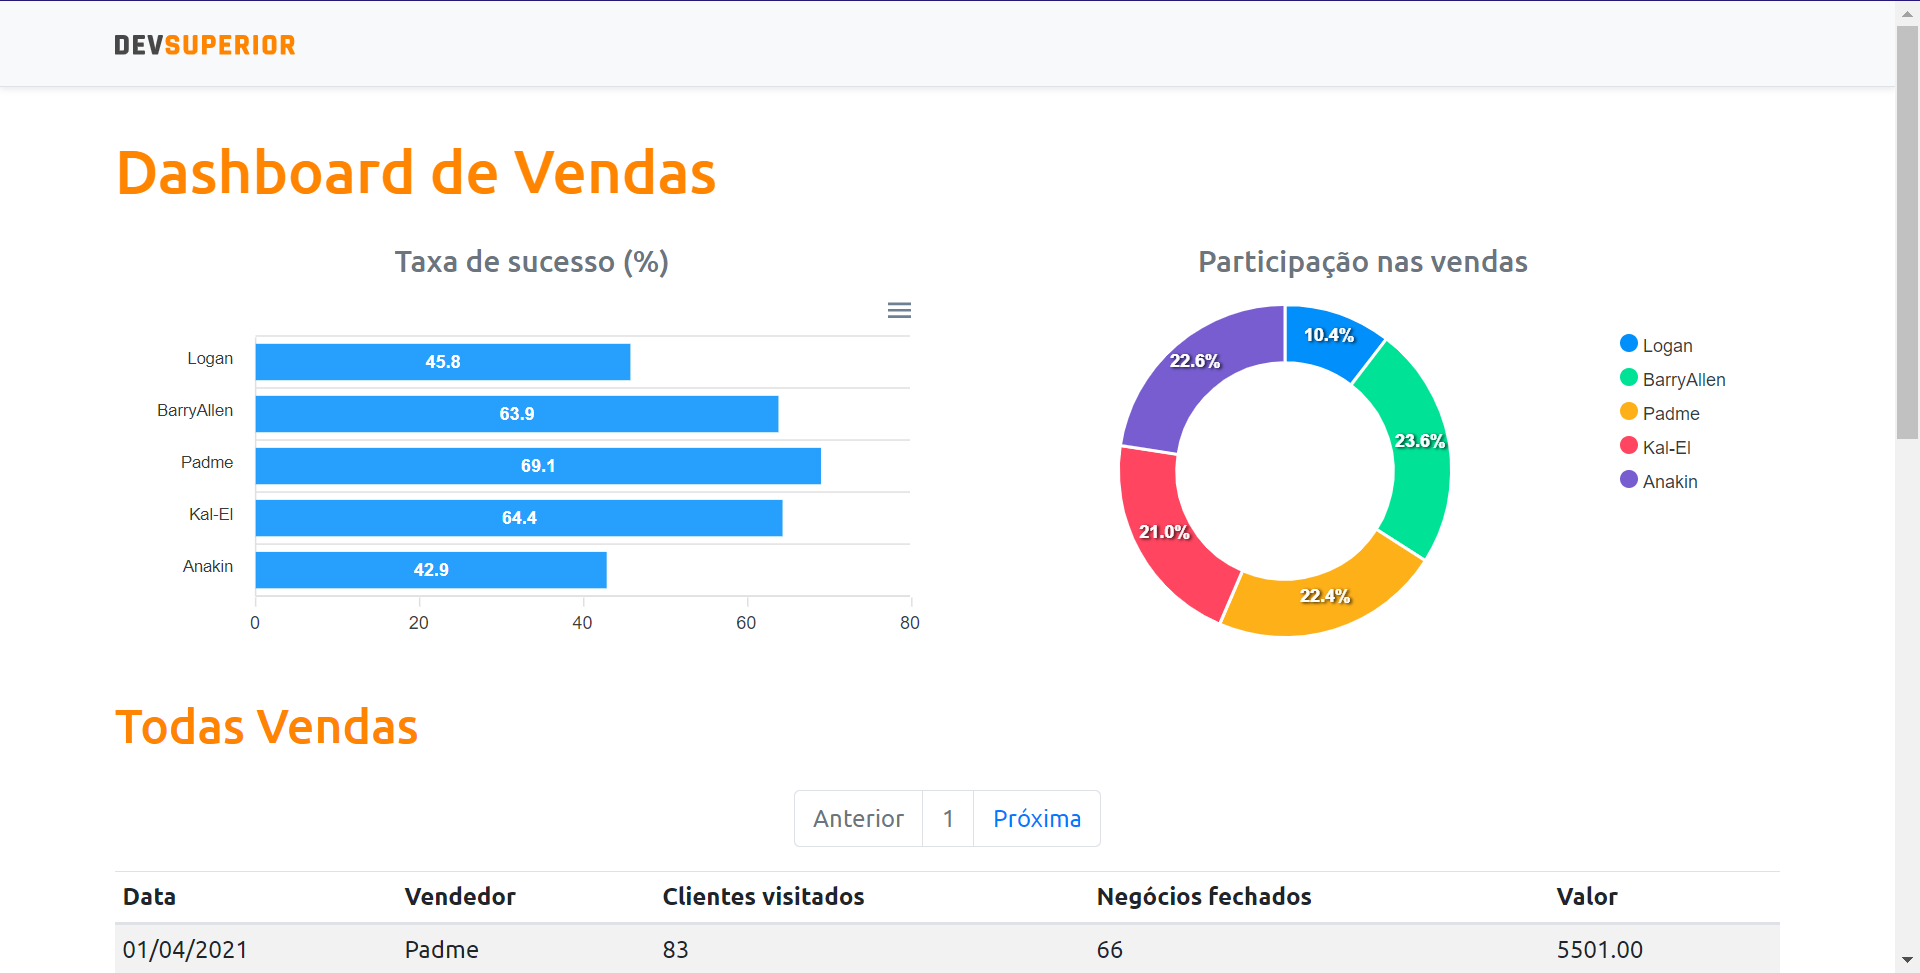 DEVSUPERIOR
Dashboard de Vendas
Taxa de sucesso (%)
Logan 45.8
BarryAllen 63.9
Padme 69.1
Kal-El 64.4
Anakin 42.9
0 20 40 60 80
Participação nas vendas
10.4%
23.6%
22.4%
21.0%
22.6%
Logan
BarryAllen
Padme
Kal-El
Anakin
Todas Vendas
Anterior 1 Próxima
Data Vendedor Clientes visitados Negócios fechados Valor
01/04/2021 Padme 83 66 5501.00